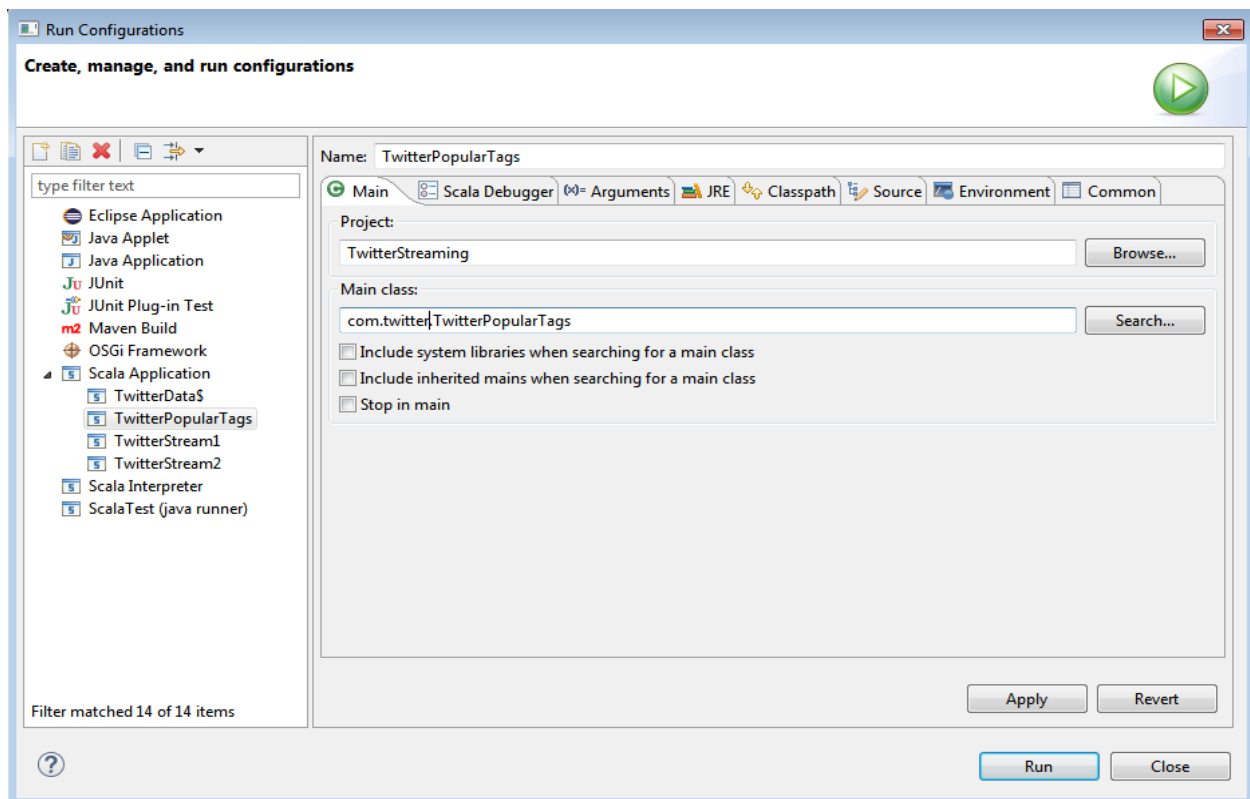 Run Configurations
Create, manage, and run configurations
type filter text
Eclipse Application
Java Applet
Java Application
Ju JUnit
Jü JUnit Plug-in Test
m2 Maven Build
OSGi Framework
S Scala Application
S TwitterData$
S TwitterPopularTags
S TwitterStream1
S TwitterStream2
S Scala Interpreter
S ScalaTest (java runner)
Filter matched 14 of 14 items
Name: TwitterPopularTags
Main Scala Debugger (x)= Arguments JRE Classpath Source Environment Common
Project:
TwitterStreaming Browse...
Main class:
com.twitter.TwitterPopularTags Search...
Include system libraries when searching for a main class
Include inherited mains when searching for a main class
Stop in main
Apply Revert
? Run Close